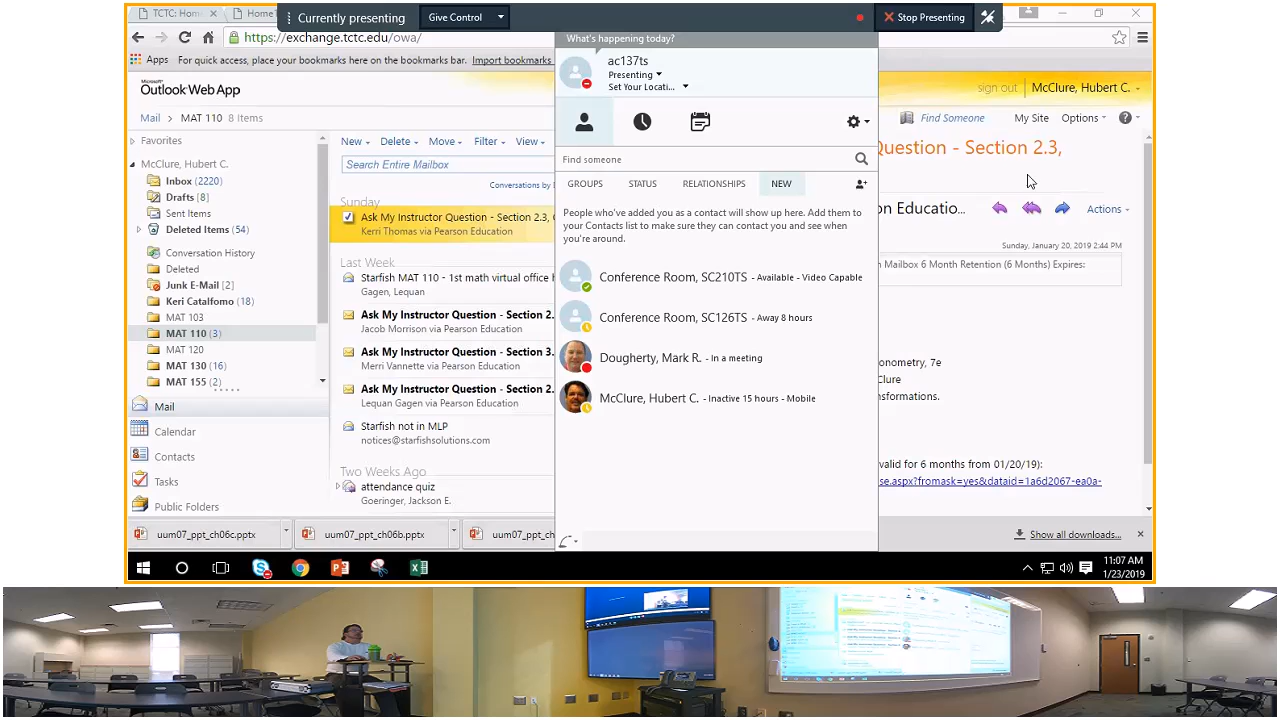 Currently presenting
Give Control
Stop Presenting
TCTC: Hom
HomeT
https://exchange.tctc.edu/owa/
Apps
For quick access, place your bookmarks here on the bookmarks bar. Import bookmarks
Microsoft
Outlook Web App
sign out
McClure, Hubert C.
Mail › MAT 110 8 Items
Find Someone
My Site
Options
Favorites
McClure, Hubert C.
Inbox (2220)
Drafts [8]
Sent Items
Deleted Items (54)
Conversation History
Deleted
Junk E-Mail [2]
Keri Catalfomo (18)
MAT 103
MAT 110 (3)
MAT 120
MAT 130 (16)
MAT 155 (2)
Mail
Calendar
Contacts
Tasks
Public Folders
New
Delete
Move
Filter
View
Search Entire Mailbox
Conversations by
Sunday
Ask My Instructor Question - Section 2.3,
Kerri Thomas via Pearson Education
Last Week
Starfish MAT 110 - 1st math virtual office h
Gagen, Lequan
Ask My Instructor Question - Section 2.
Jacob Morrison via Pearson Education
Ask My Instructor Question - Section 3.
Merri Vannette via Pearson Education
Ask My Instructor Question - Section 2.
Lequan Gagen via Pearson Education
Starfish not in MLP
notices@starfishsolutions.com
Two Weeks Ago
attendance quiz
Goeringer, Jackson E.
What's happening today?
ac137ts
Presenting
Set Your Locati...
Find someone
GROUPS
STATUS
RELATIONSHIPS
NEW
People who've added you as a contact will show up here. Add them to
your Contacts list to make sure they can contact you and see when
you're around.
Conference Room, SC210TS - Available - Video Capable
Conference Room, SC126TS - Away 8 hours
Dougherty, Mark R. - In a meeting
McClure, Hubert C. - Inactive 15 hours - Mobile
Question - Section 2.3,
on Educatio...
Actions
Sunday, January 20, 2019 2:44 PM
n Mailbox 6 Month Retention (6 Months) Expires:
onometry, 7e
Clure
nsformations.
valid for 6 months from 01/20/19):
se.aspx?fromask=yes&dataid=1a6d2067-ea0a-
uum07_ppt_ch06c.pptx
uum07_ppt_ch06b.pptx
uum07_ppt_ch0
Show all downloads...
11:07 AM
1/23/2019